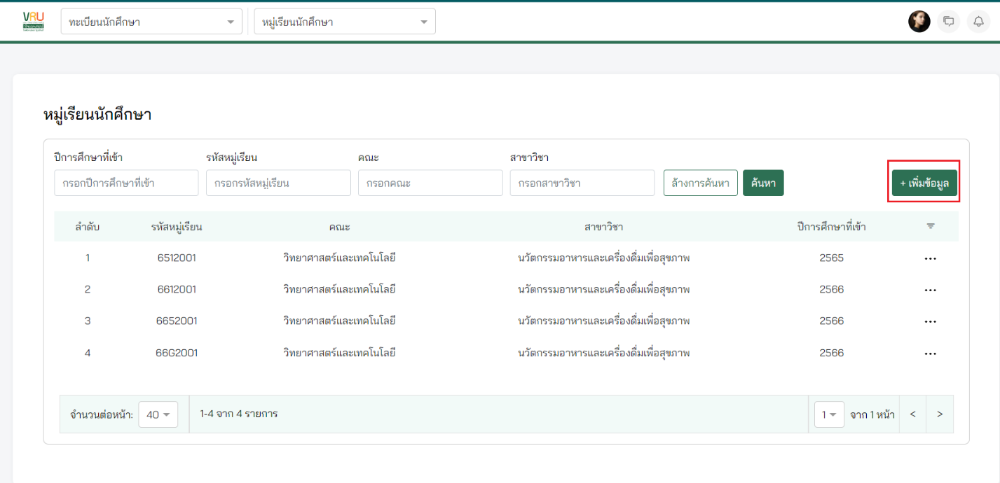 VRU
ทะเบียนนักศึกษา หมู่เรียนนักศึกษา
หมู่เรียนนักศึกษา
ปีการศึกษาที่เข้า รหัสหมู่เรียน คณะ สาขาวิชา
กรอกปีการศึกษาที่เข้า กรอกรหัสหมู่เรียน กรอกคณะ กรอกสาขาวิชา ล้างการค้นหา ค้นหา + เพิ่มข้อมูล
ลำดับ รหัสหมู่เรียน คณะ สาขาวิชา ปีการศึกษาที่เข้า
1 6512001 วิทยาศาสตร์และเทคโนโลยี นวัตกรรมอาหารและเครื่องดื่มเพื่อสุขภาพ 2565 ...
2 6612001 วิทยาศาสตร์และเทคโนโลยี นวัตกรรมอาหารและเครื่องดื่มเพื่อสุขภาพ 2566 ...
3 6652001 วิทยาศาสตร์และเทคโนโลยี นวัตกรรมอาหารและเครื่องดื่มเพื่อสุขภาพ 2566 ...
4 66G2001 วิทยาศาสตร์และเทคโนโลยี นวัตกรรมอาหารและเครื่องดื่มเพื่อสุขภาพ 2566 ...
จำนวนต่อหน้า: 40 1-4 จาก 4 รายการ 1 จาก 1 หน้า < >